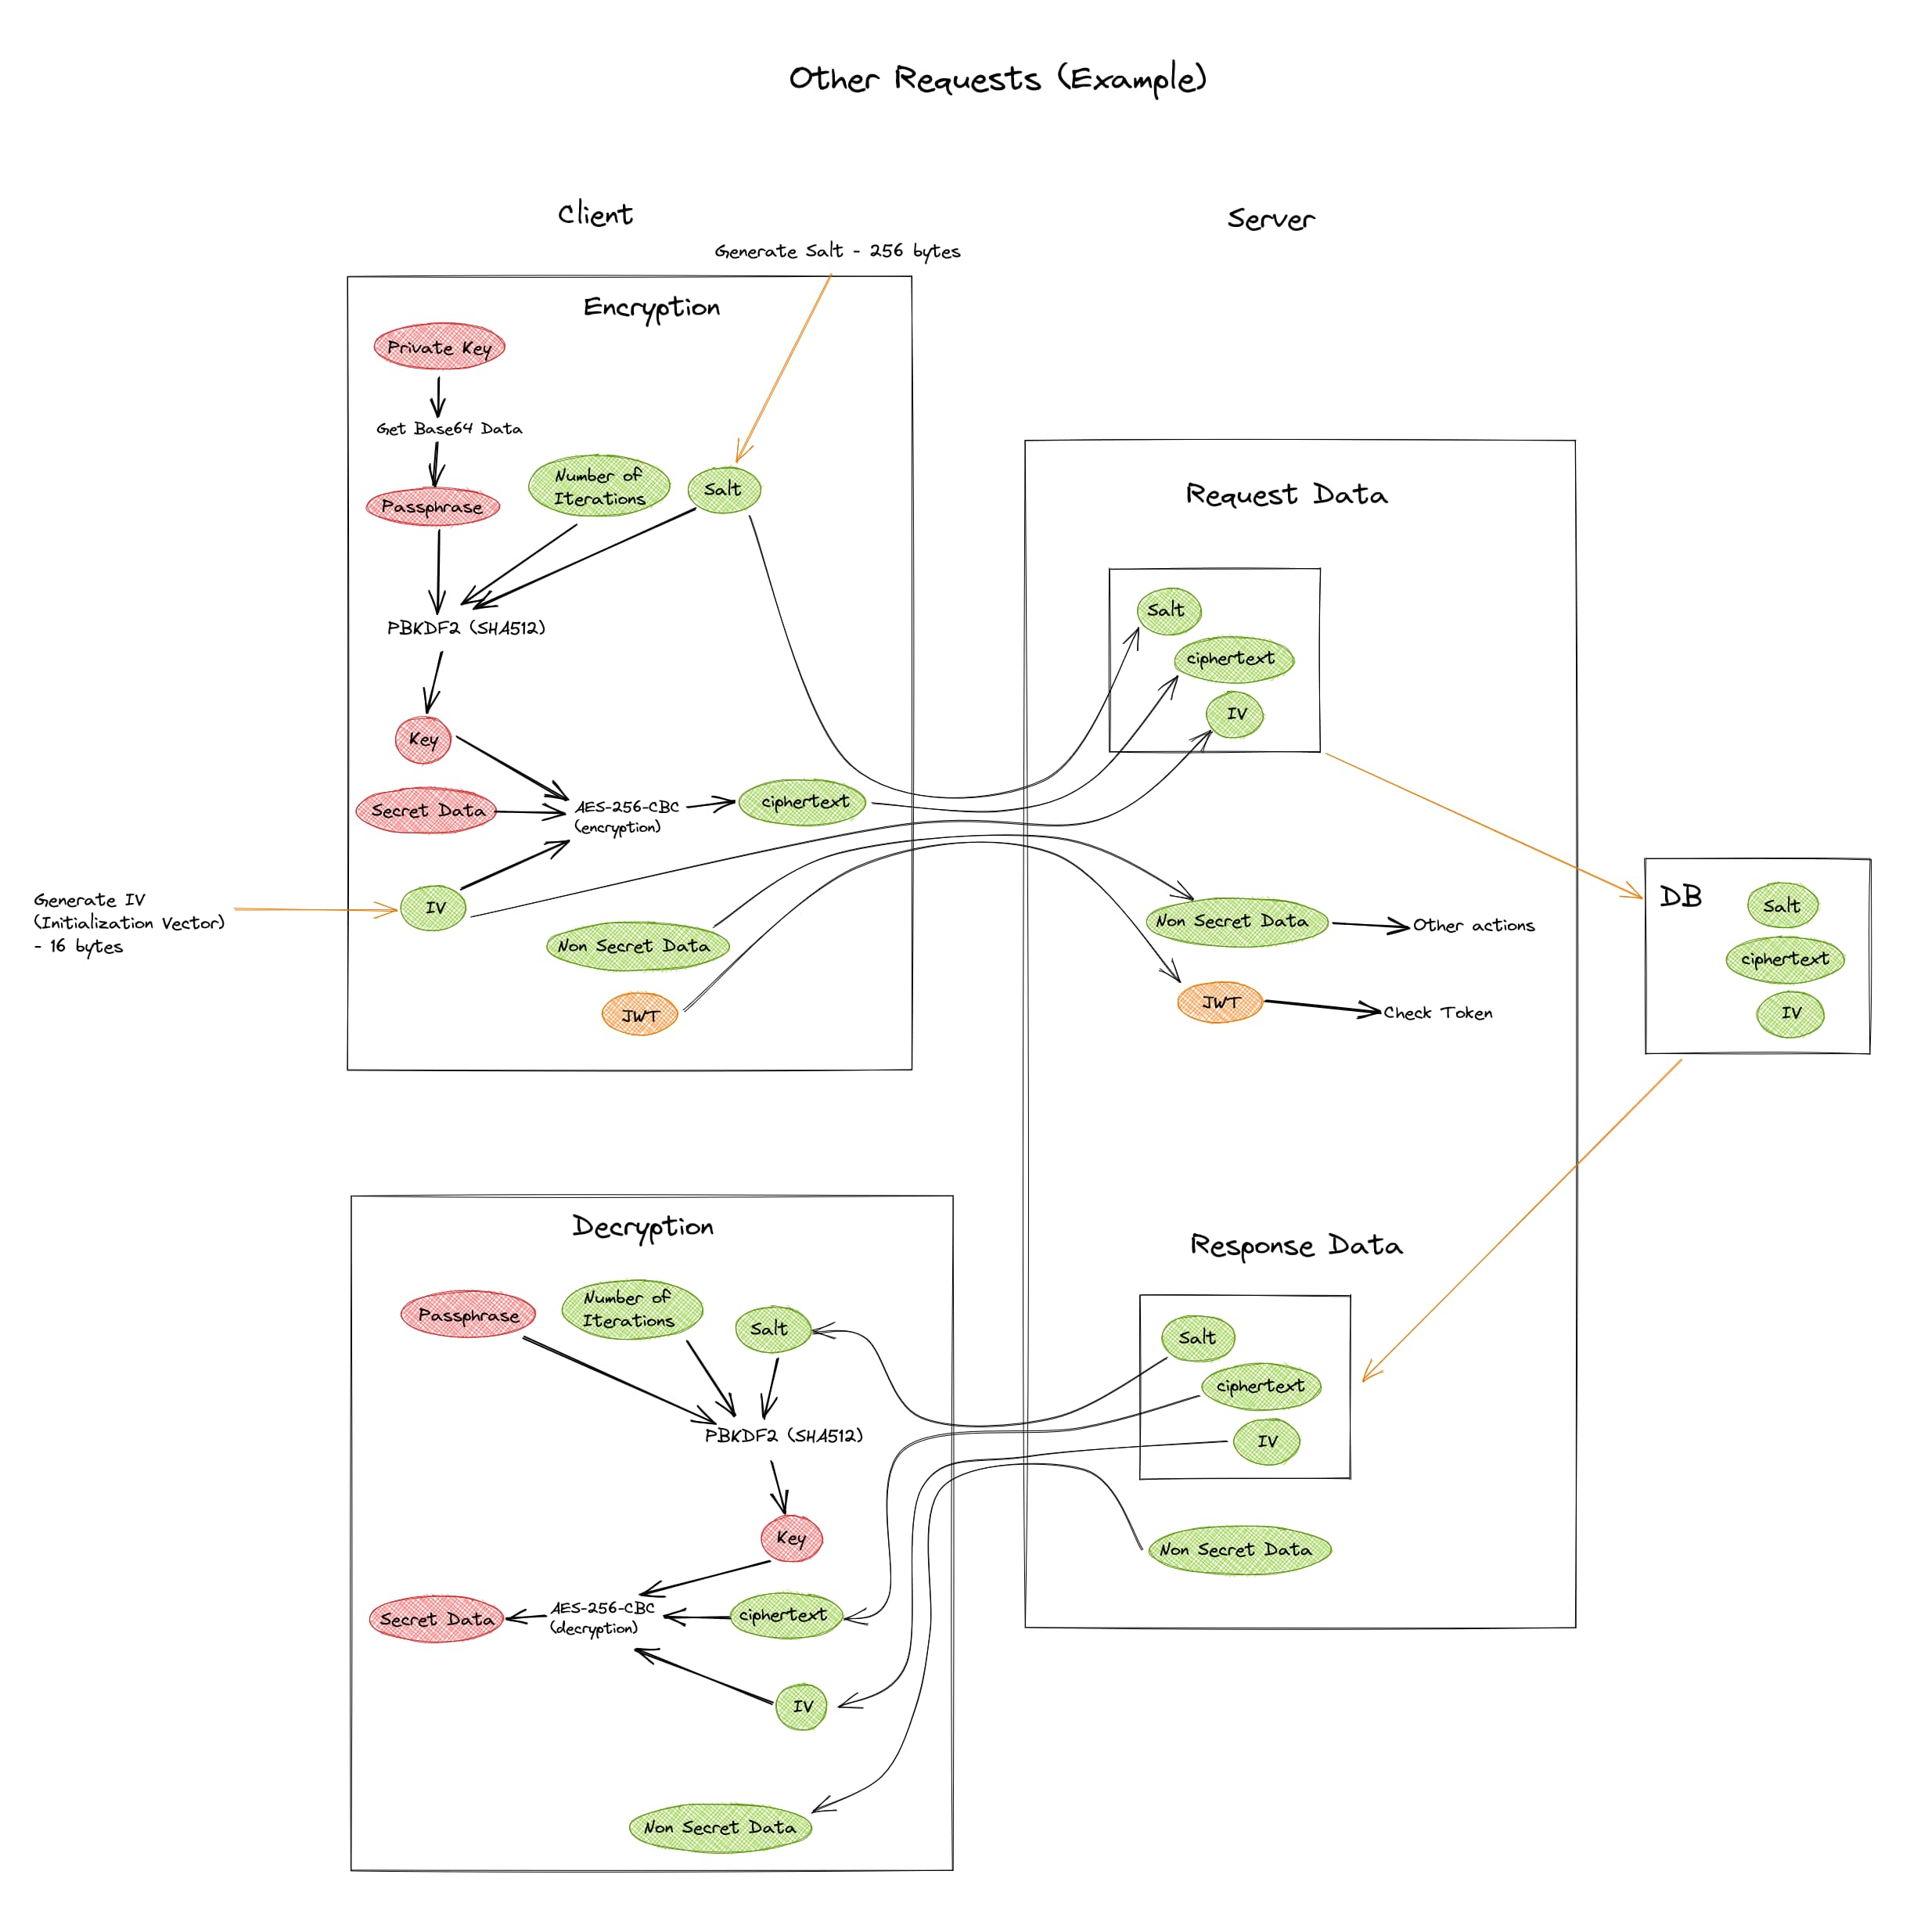 Other Requests (Example)
Client
Server
Generate Salt - 256 bytes
Encryption
Private Key
Get Base64 Data
Passphrase
Number of
Iterations
Salt
PBKDF2 (SHA512)
Key
Secret Data
AES-256-CBC
(encryption)
ciphertext
Generate IV
(Initialization Vector)
- 16 bytes
IV
Non Secret Data
JWT
Request Data
Salt
ciphertext
IV
Non Secret Data
Other actions
JWT
Check Token
DB
Salt
ciphertext
IV
Decryption
Passphrase
Number of
Iterations
Salt
PBKDF2 (SHA512)
Key
Secret Data
AES-256-CBC
(decryption)
ciphertext
IV
Non Secret Data
Response Data
Salt
ciphertext
IV
Non Secret Data